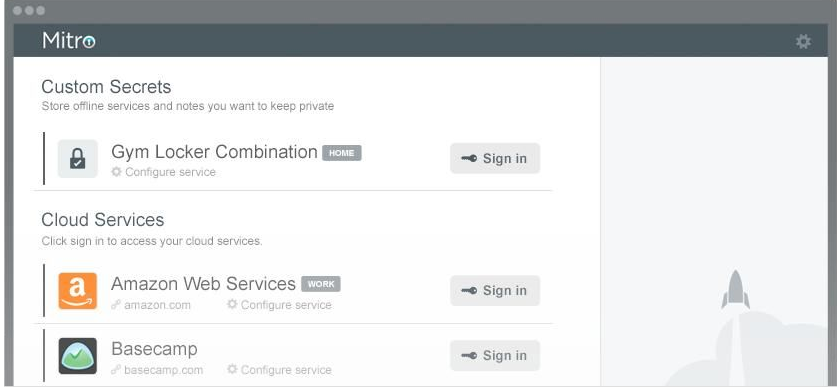 Mitro
Custom Secrets
Store offline services and notes you want to keep private
Gym Locker Combination HOME
Configure service
Sign in
Cloud Services
Click sign in to access your cloud services.
Amazon Web Services WORK
amazon.com Configure service
Sign in
Basecamp
basecamp.com Configure service
Sign in